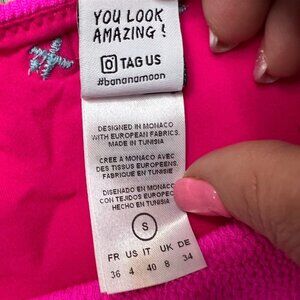 YOU LOOK
AMAZING !
TAG US
#bananamoon
DESIGNED IN MONACO
WITH EUROPEAN FABRICS.
MADE IN TUNISIA
CREE A MONACO AVEC
DES TISSUS EUROPEENS.
FABRIQUE EN TUNISIE
DISENADO EN MONACO
CON TEJIDOS EUROPEO
HECHO EN TUNISIA
S
FR US IT UK DE
36 4 40 8 34